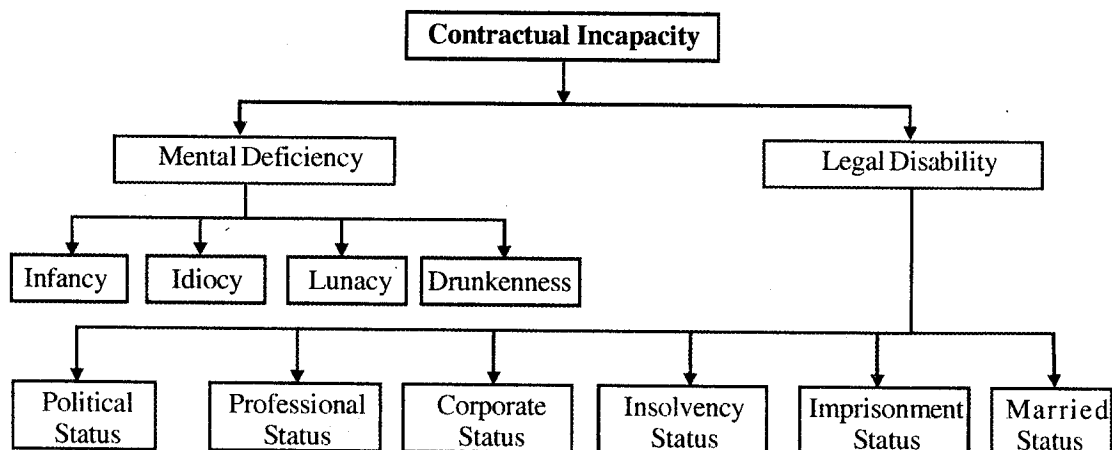 Contractual Incapacity
Mental Deficiency
Legal Disability
Infancy
Idiocy
Lunacy
Drunkenness
Political
Status
Professional
Status
Corporate
Status
Insolvency
Status
Imprisonment
Status
Married
Status